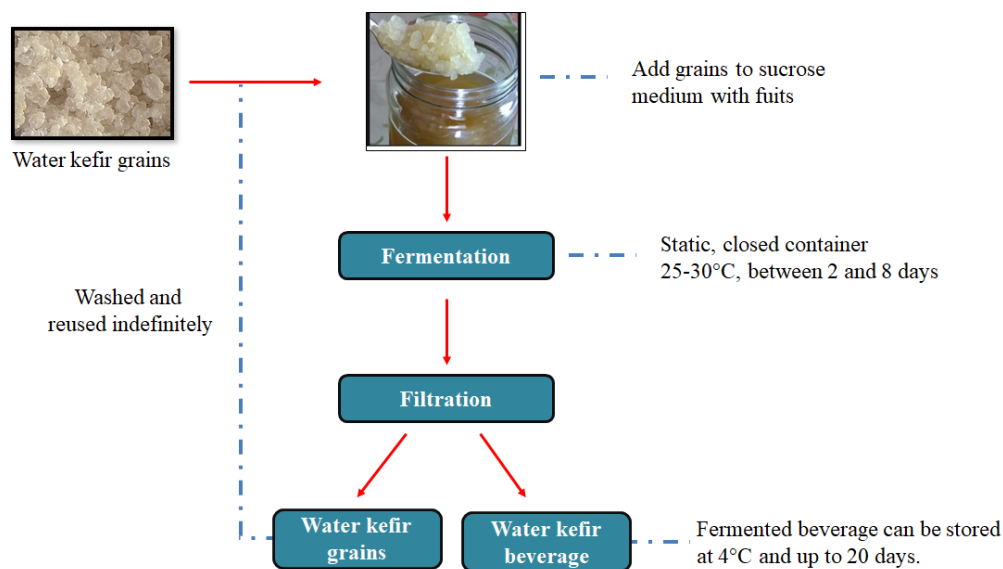 Water kefir grains
Add grains to sucrose
medium with fuits
Fermentation
Static, closed container
25-30°C, between 2 and 8 days
Washed and
reused indefinitely
Filtration
Water kefir
grains
Water kefir
beverage
Fermented beverage can be stored
at 4°C and up to 20 days.